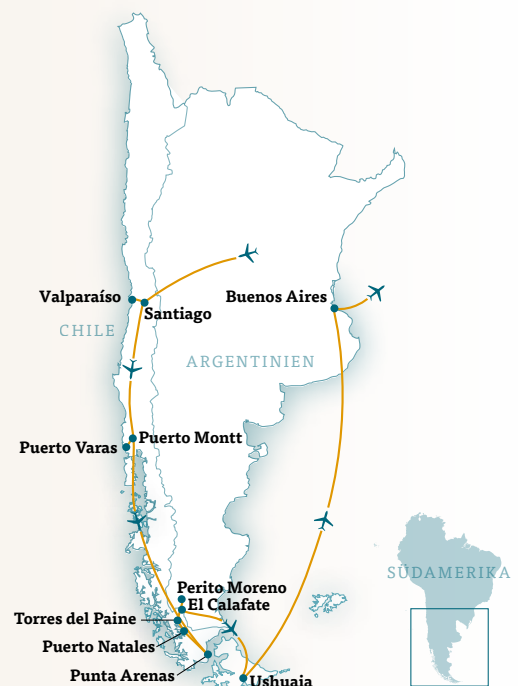 Valparaíso
Buenos Aires
Santiago
CHILE
ARGENTINIEN
Puerto Montt
Puerto Varas
SÜDAMERIKA
Perito Moreno
El Calafate
Torres del Paine
Puerto Natales
Punta Arenas
Ushuaia